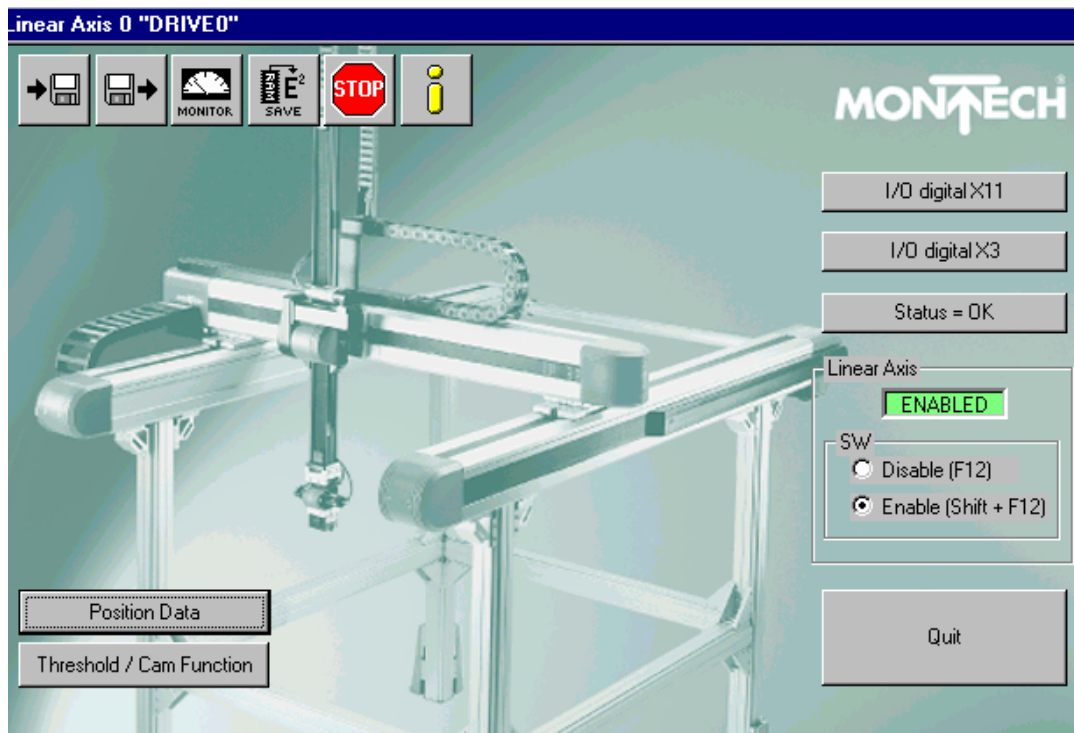 Linear Axis 0 "DRIVE0"
MONITOR
E²
SAVE
STOP
MONTECH®
I/O digital X11
I/O digital X3
Status = OK
Linear Axis
ENABLED
SW
Disable (F12)
Enable (Shift + F12)
Position Data
Threshold / Cam Function
Quit